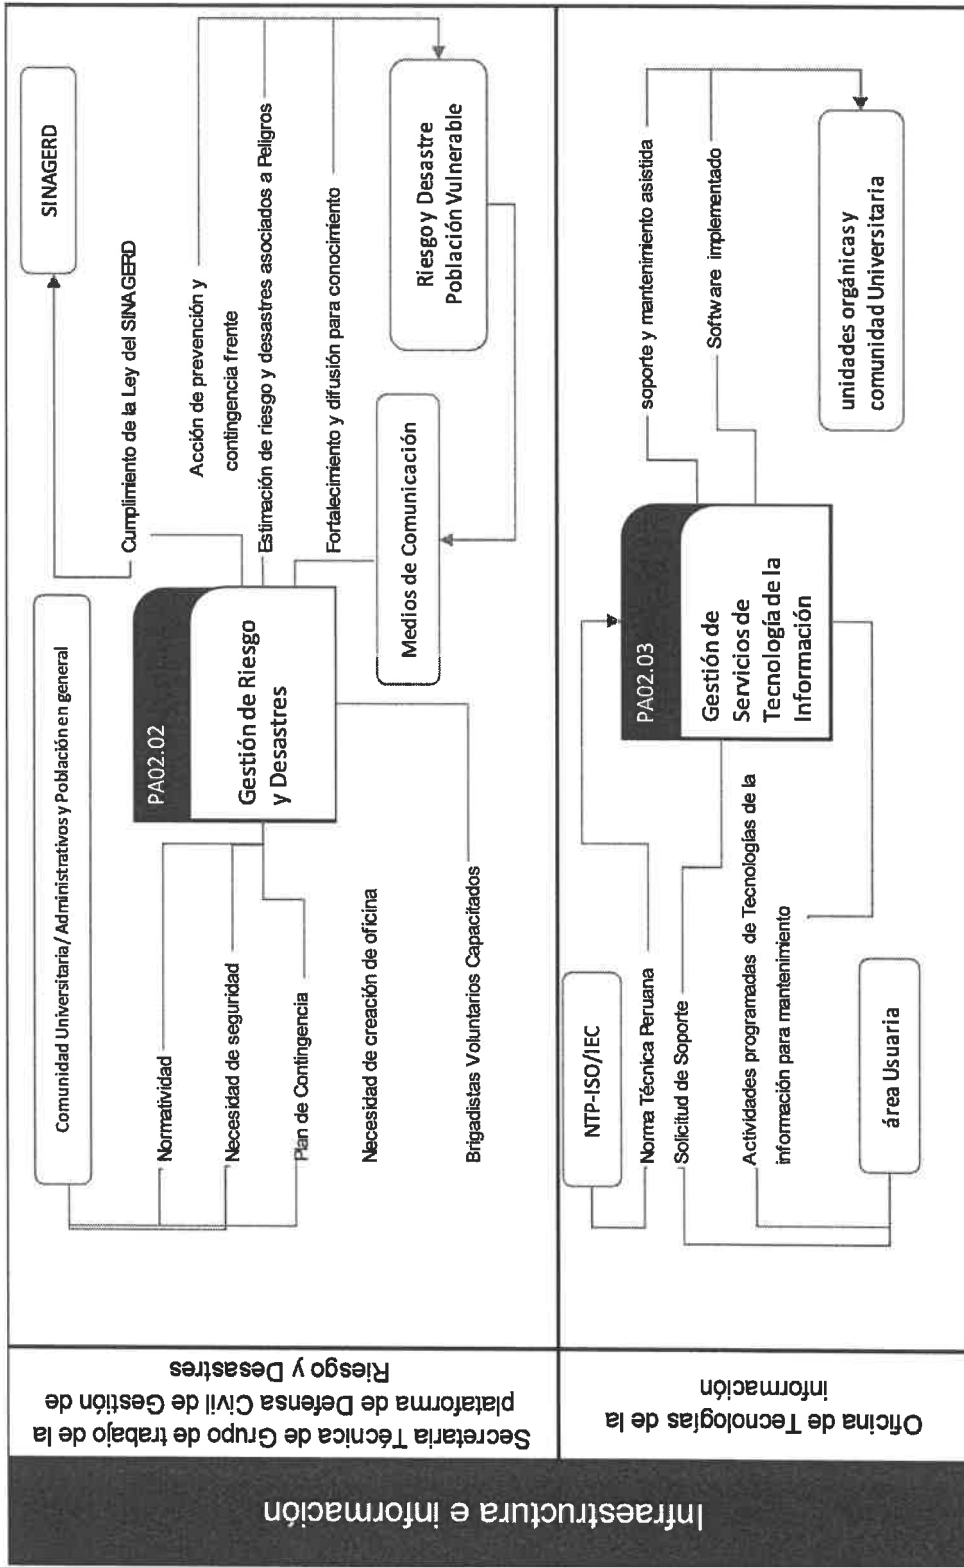 Infraestructura e información
Secretaria Técnica de Grupo de trabajo de la
plataforma de Defensa Civil de Gestión de
Riesgo y Desastres
Comunidad Universitaria/ Administrativos y Población en general
SINAGERD
Normatividad
Necesidad de seguridad
Plan de Contingencia
Necesidad de creación de oficina
Brigadistas Voluntarios Capacitados
PA02.02
Gestión de Riesgo
y Desastres
Cumplimiento de la Ley del SINAGERD
Acción de prevención y
contingencia frente
Estimación de riesgo y desastres asociados a Peligros
Fortalecimiento y difusión para conocimiento
Medios de Comunicación
Riesgo y Desastre
Población Vulnerable
Oficina de Tecnologías de la
información
NTP-ISO/IEC
Norma Técnica Peruana
Solicitud de Soporte
Actividades programadas de Tecnologías de la
información para mantenimiento
área Usuaria
PA02.03
Gestión de
Servicios de
Tecnología de la
Información
soporte y mantenimiento asistida
Software implementado
unidades orgánicas y
comunidad Universitaria